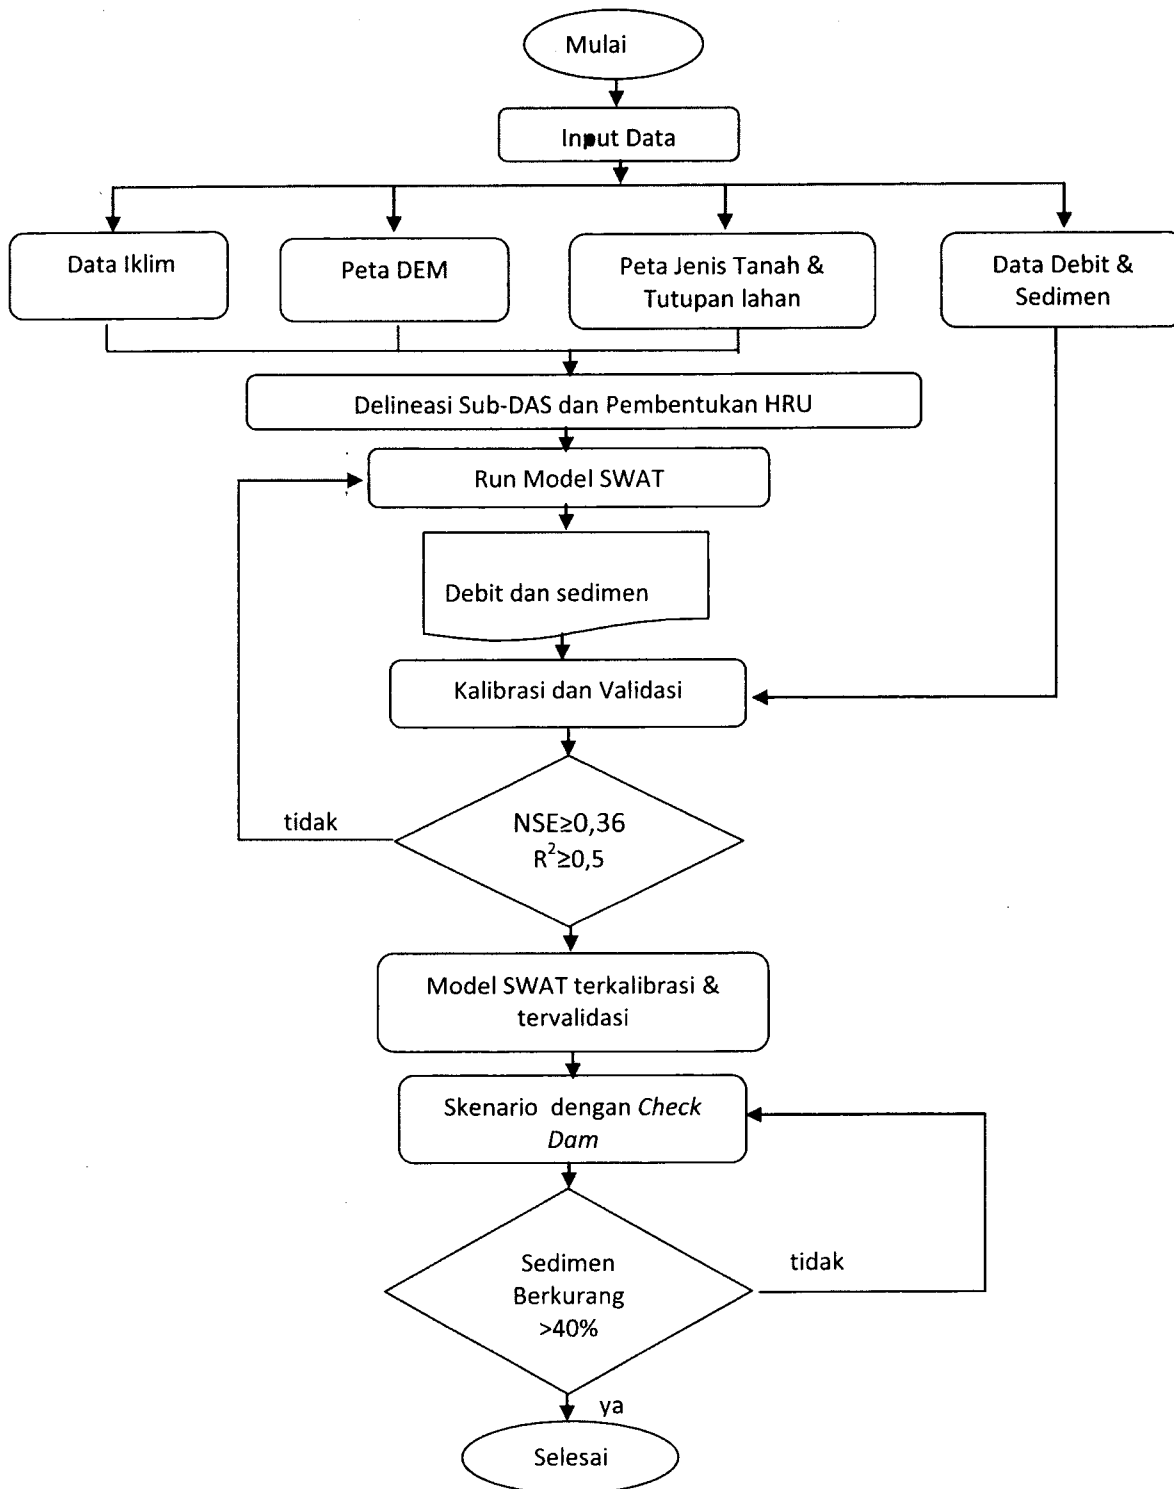 Mulai
Input Data
Data Iklim
Peta DEM
Peta Jenis Tanah &
Tutupan lahan
Data Debit &
Sedimen
Delineasi Sub-DAS dan Pembentukan HRU
Run Model SWAT
Debit dan sedimen
Kalibrasi dan Validasi
tidak
NSE≥0,36
R²≥0,5
Model SWAT terkalibrasi &
tervalidasi
Skenario dengan Check
Dam
Sedimen
Berkurang
>40%
tidak
ya
Selesai